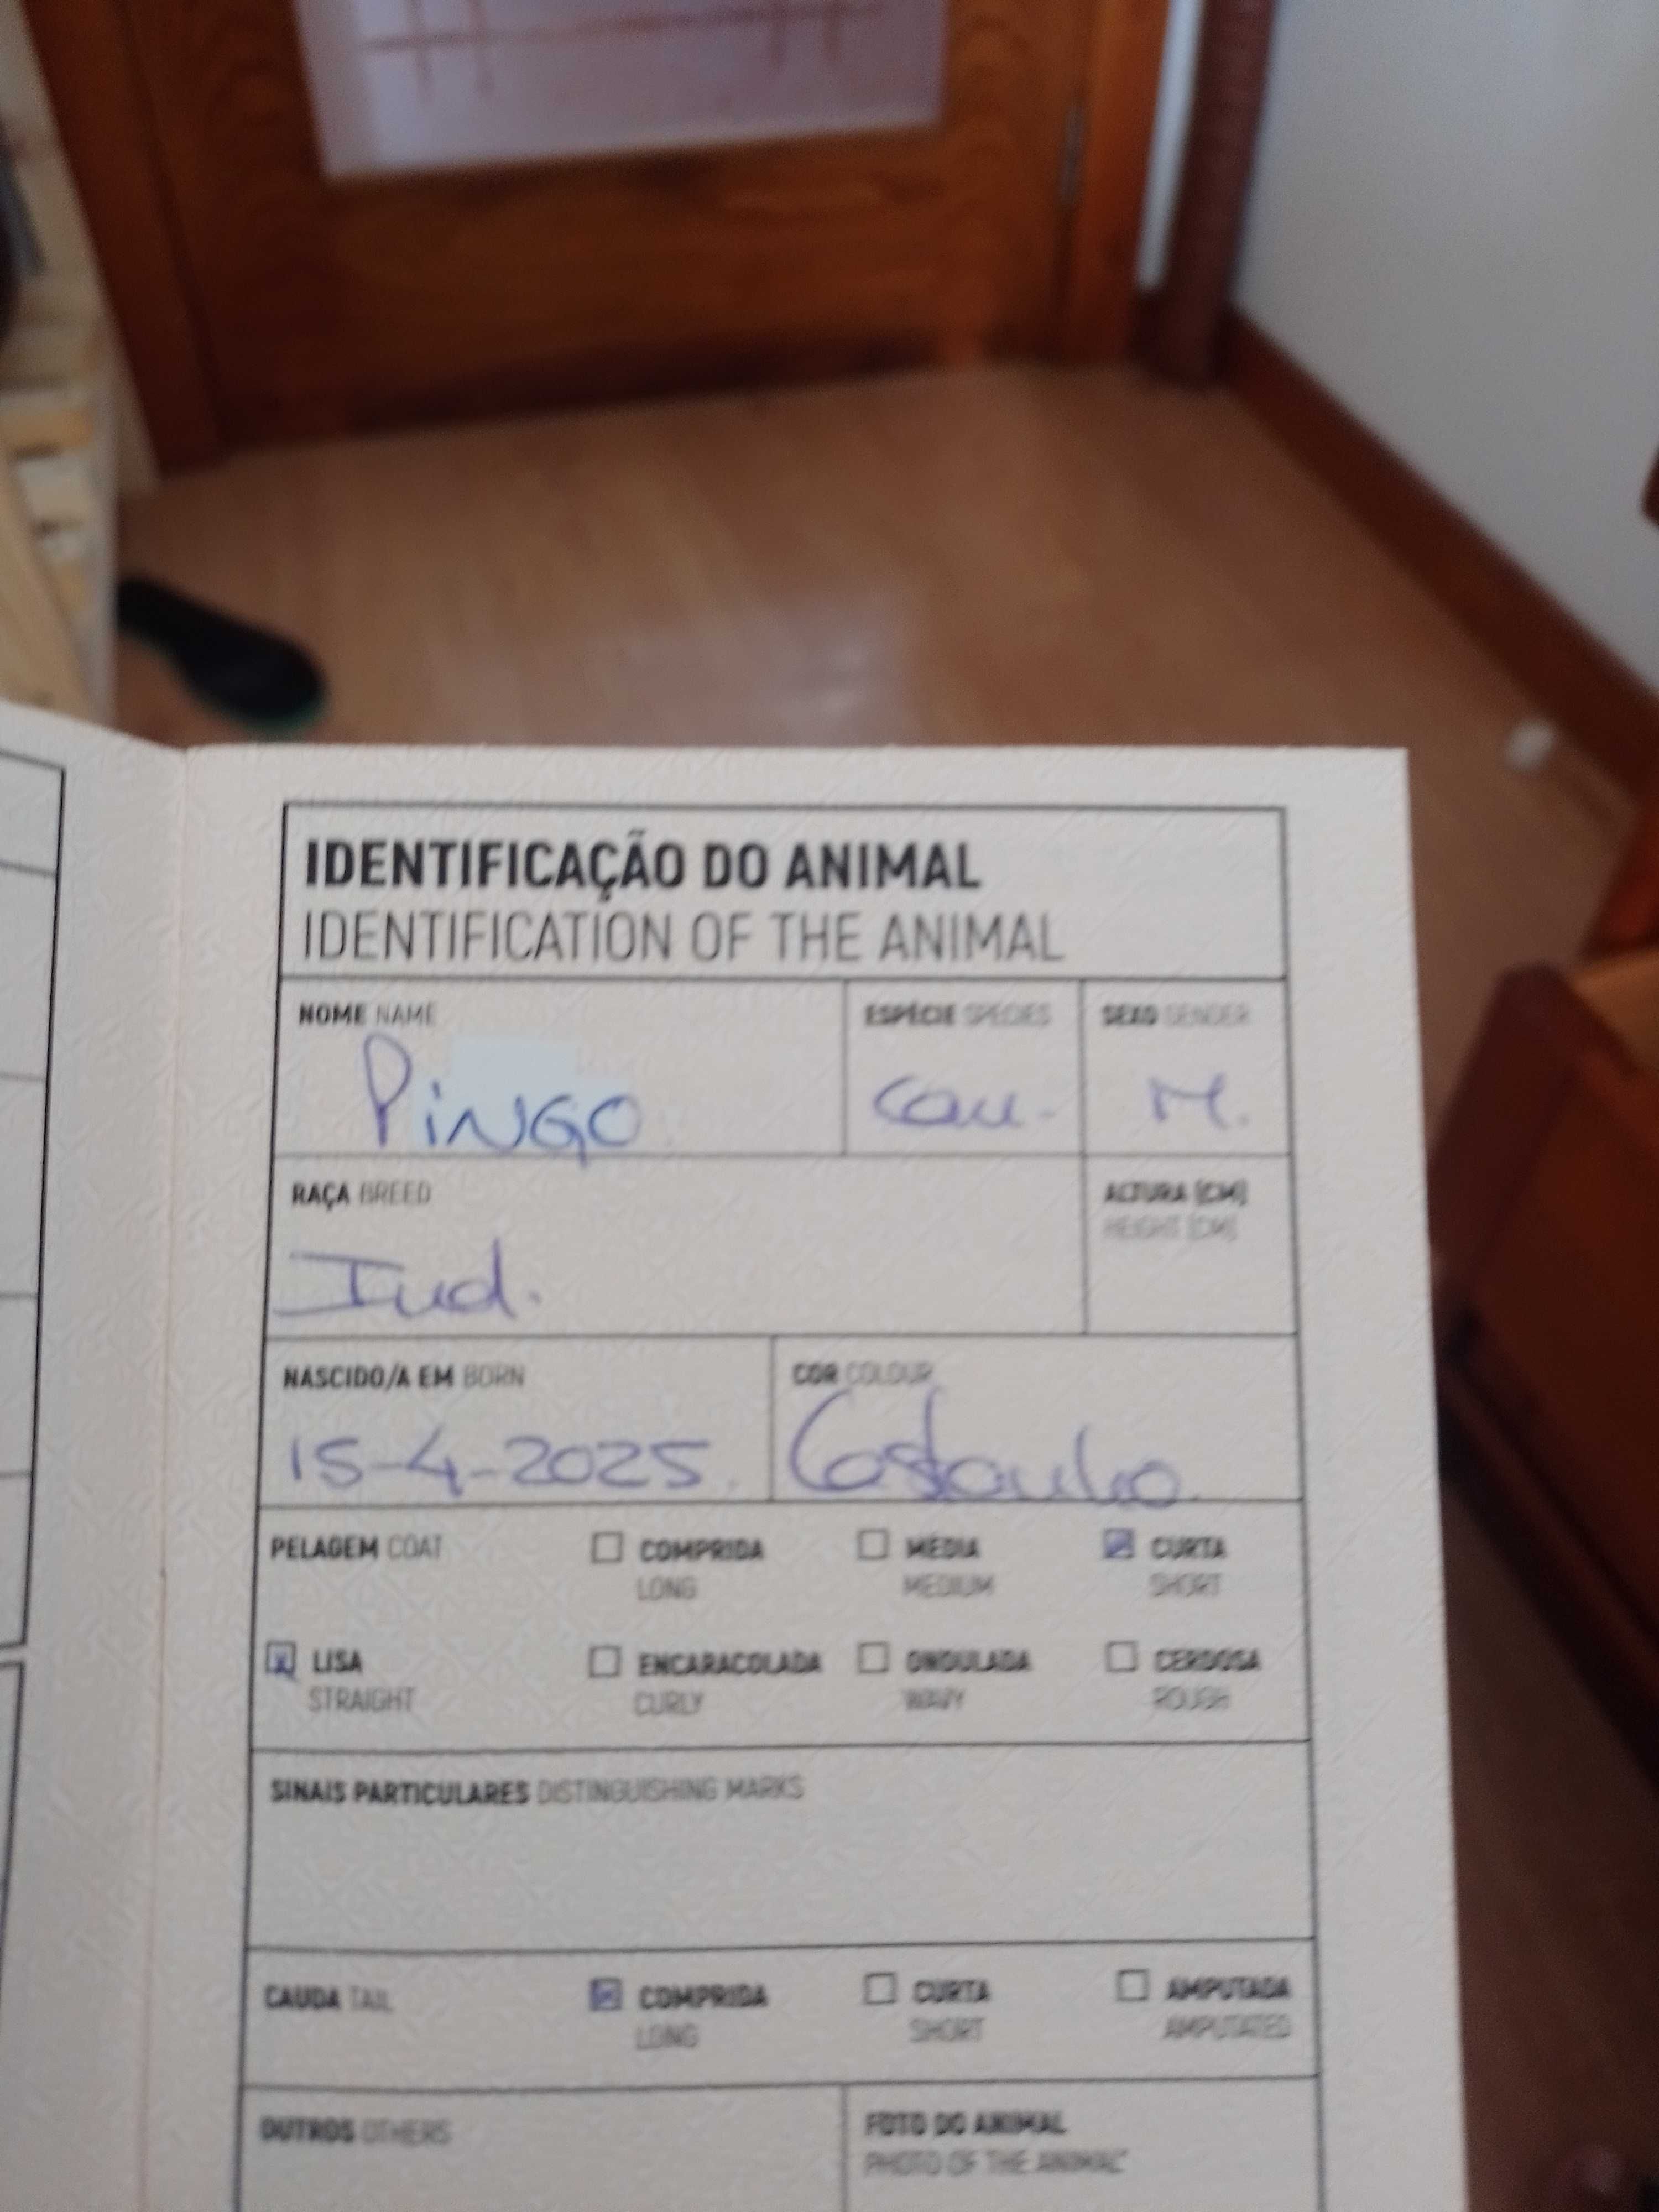 IDENTIFICAÇÃO DO ANIMAL
IDENTIFICATION OF THE ANIMAL
NOME NAME ESPÉCIE SPECIES SEXO GENDER
PiNGO Can. M.
RAÇA BREED ALTURA (CM)
HEIGHT (CM)
Ind.
NASCIDO/A EM BORN COR COLOUR
15-4-2025. Castanho
PELAGEM COAT COMPRIDA MÉDIA CURTA
LONG MEDIUM SHORT
LISA ENCARACOLADA ONDULADA CERDOSA
STRAIGHT CURLY WAVY ROUGH
SINAIS PARTICULARES DISTINGUISHING MARKS
CAUDA TAIL COMPRIDA CURTA AMPUTADA
LONG SHORT AMPUTATED
OUTROS OTHERS FOTO DO ANIMAL
PHOTO OF THE ANIMAL